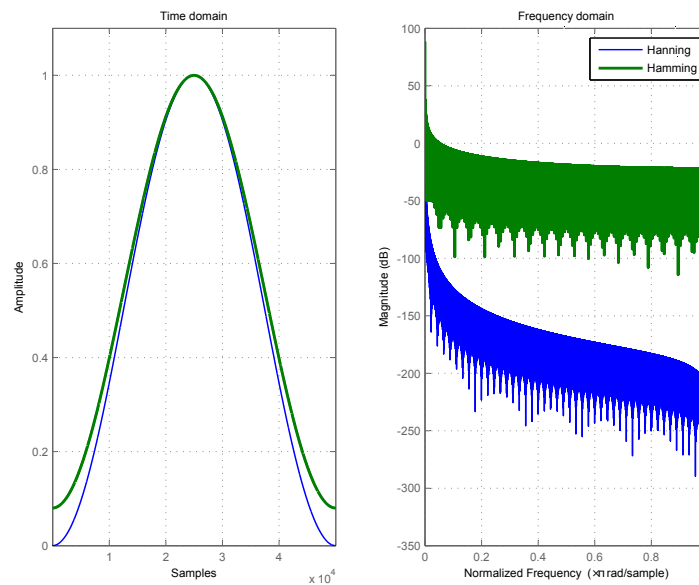 Time domain
1
0.8
0.6
0.4
0.2
0
1 2 3 4 5
x 10^4
Samples
Amplitude
Frequency domain
Hanning
Hamming
100
50
0
-50
-100
-150
-200
-250
-300
-350
0 0.2 0.4 0.6 0.8
Normalized Frequency (×π rad/sample)
Magnitude (dB)